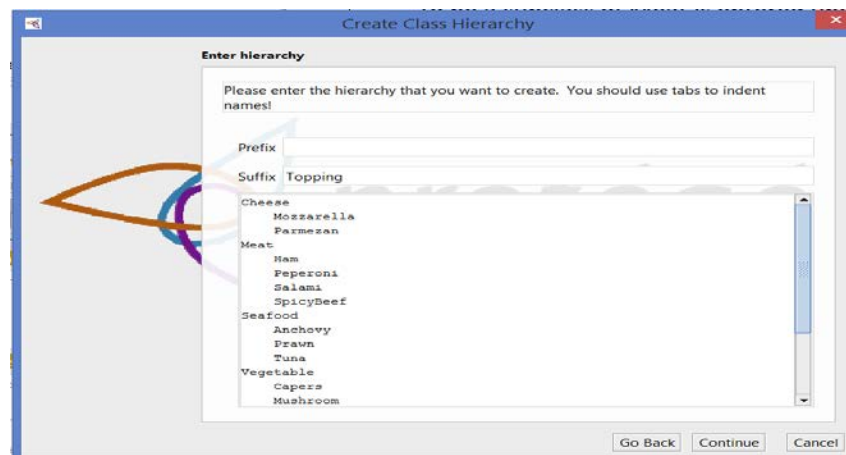 Create Class Hierarchy
Enter hierarchy
Please enter the hierarchy that you want to create. You should use tabs to indent
names!
Prefix
Suffix Topping
Cheese
Mozzarella
Parmezan
Meat
Ham
Peperoni
Salami
SpicyBeef
Seafood
Anchovy
Prawn
Tuna
Vegetable
Capers
Mushroom
Go Back Continue Cancel